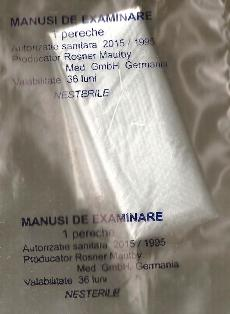 MANUSI DE EXAMINARE
1 pereche
Autorizatie sanitara 2015 / 1995
Producator Rosner Mautby
Med. GmbH. Germania
Valabilitate 36 luni
NESTERILE
MANUSI DE EXAMINARE
1 pereche
Autorizatie sanitara 2015 / 1995
Producator Rosner Mautby
Med. GmbH, Germania
Valabilitate 36 luni
NESTERILE